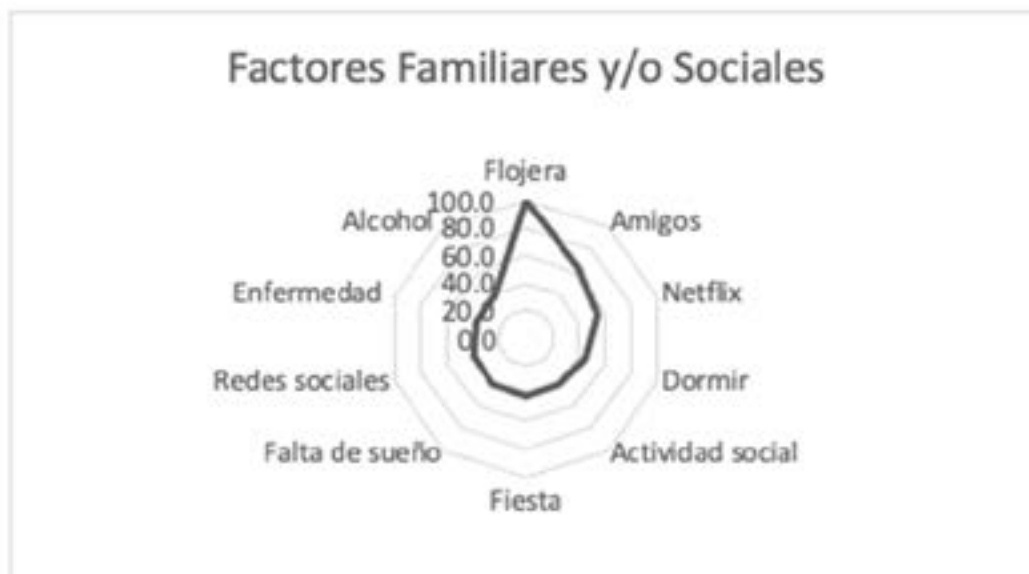 Factores Familiares y/o Sociales
Flojera
100.0
80.0
60.0
40.0
20.0
0.0
Amigos
Netflix
Dormir
Actividad social
Fiesta
Falta de sueño
Redes sociales
Enfermedad
Alcohol